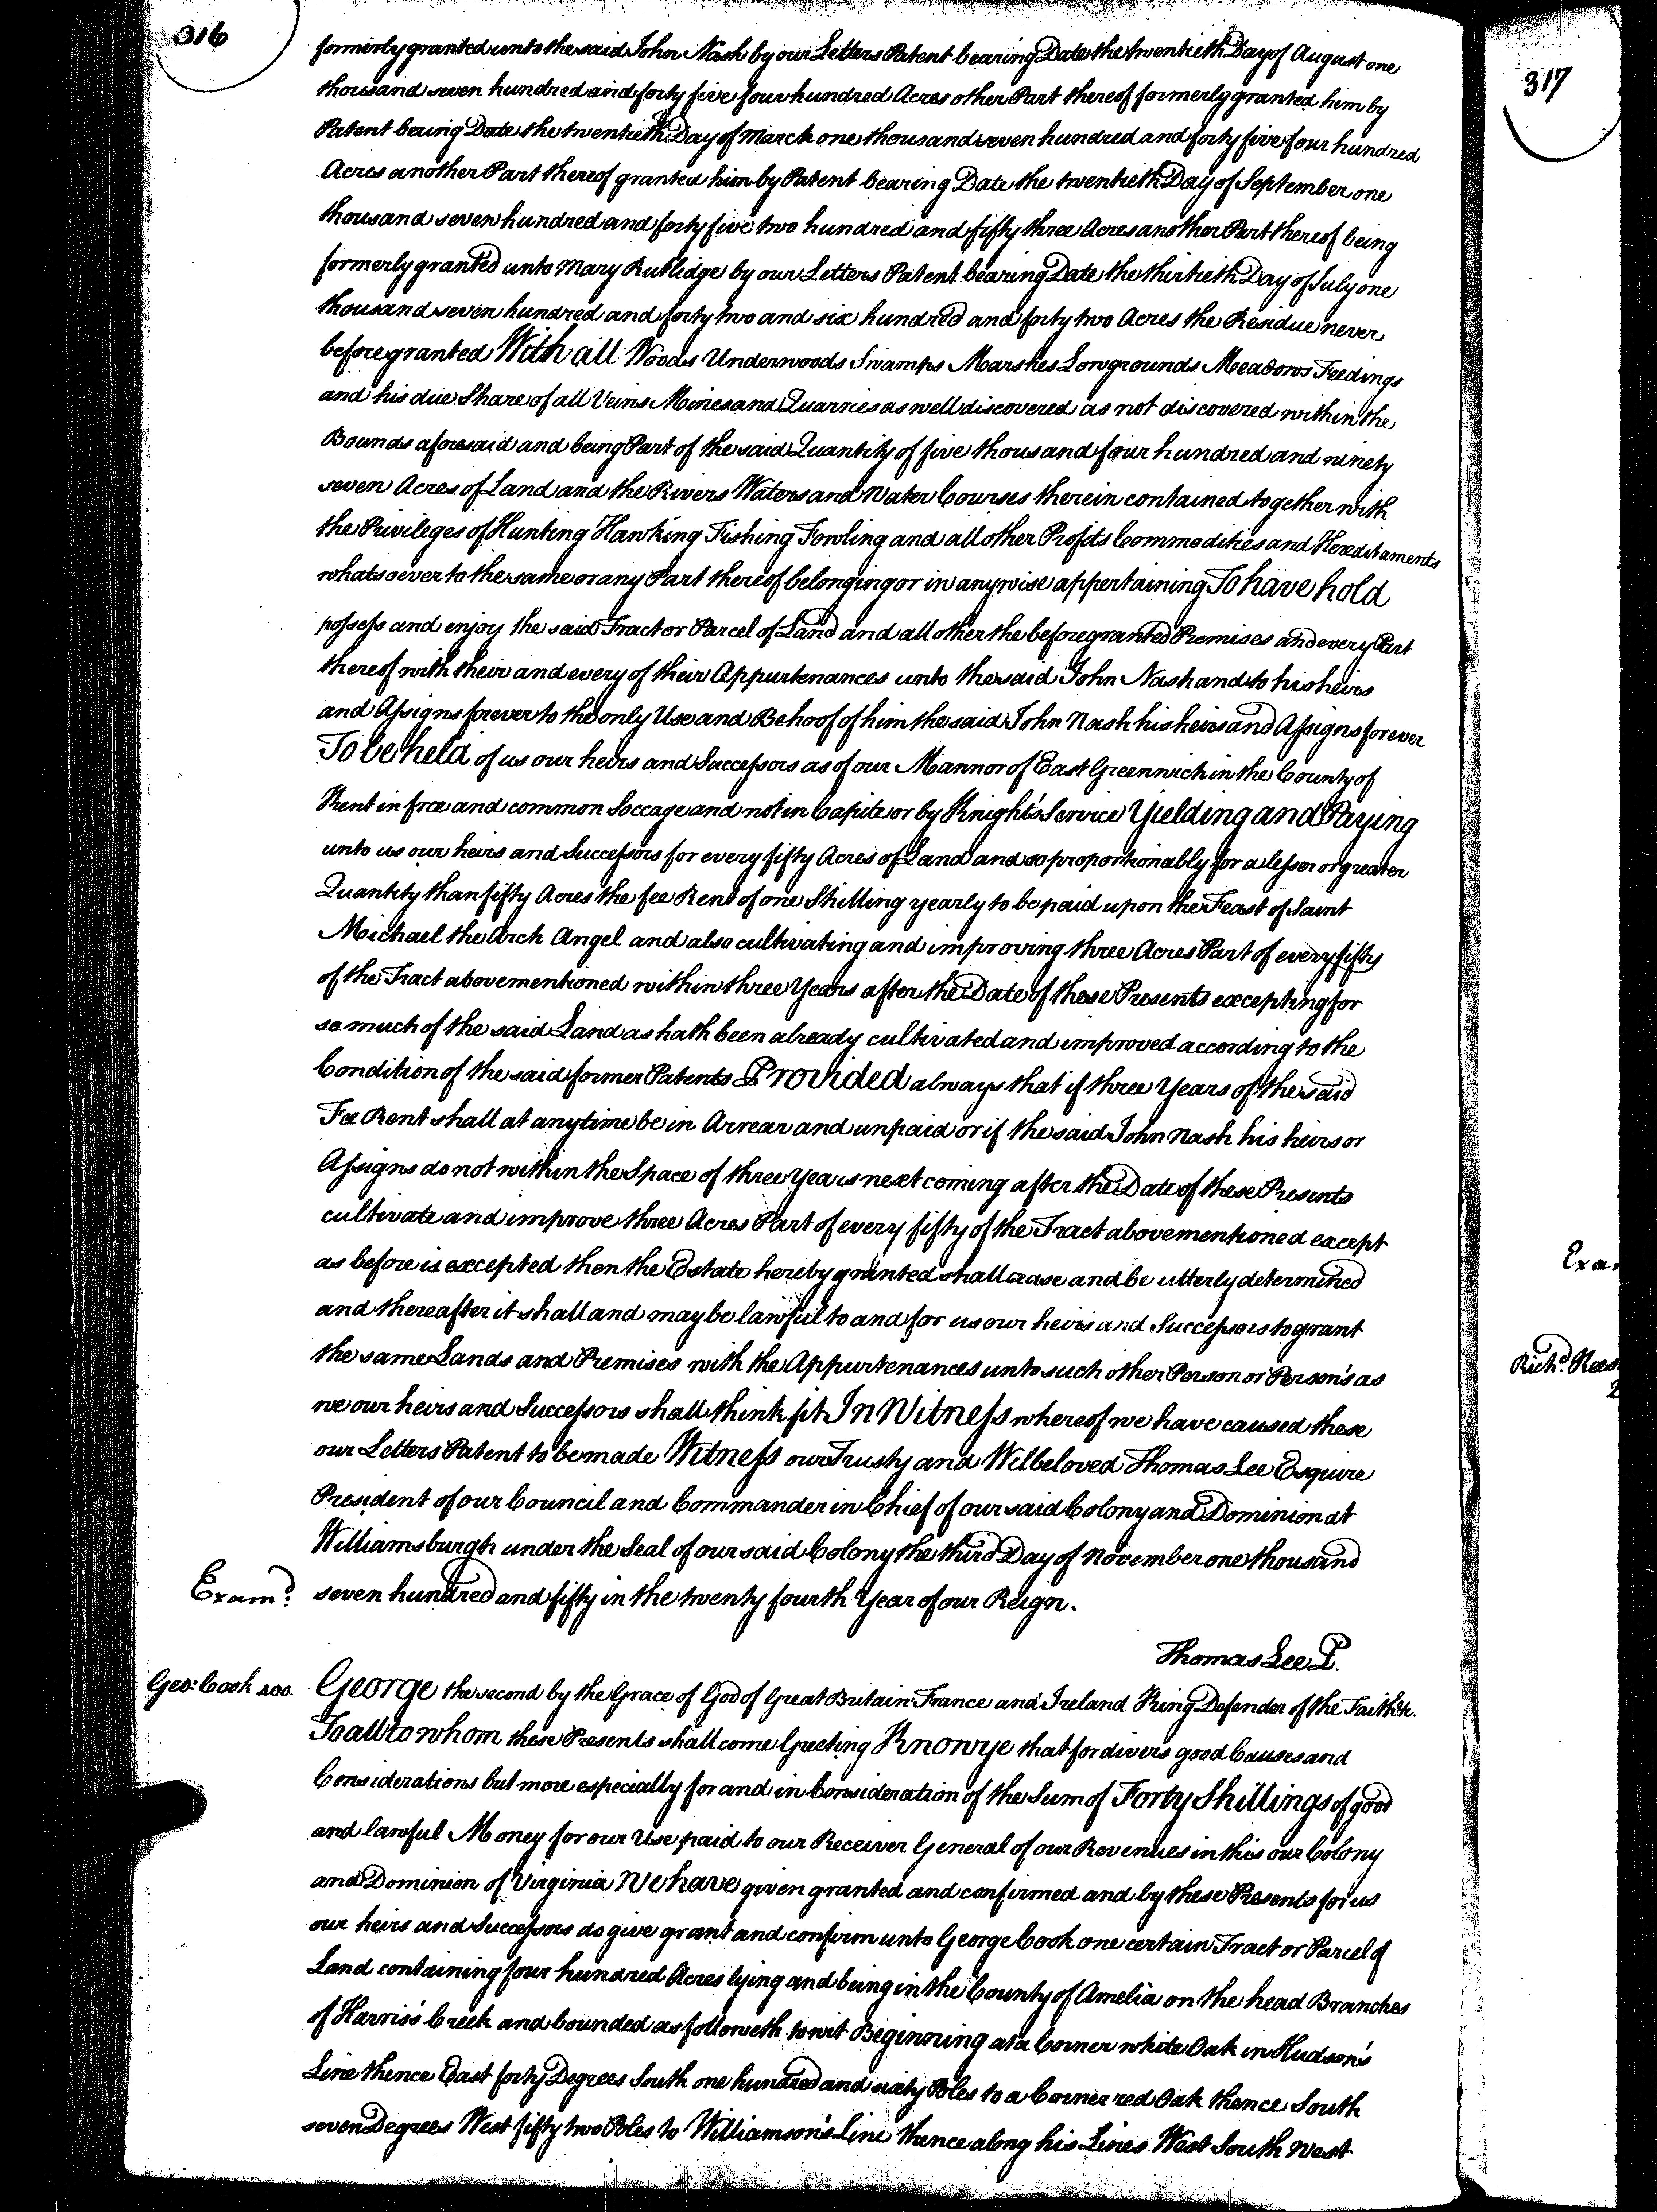 316
formerly granted unto the said John Nash by our Letters Patent bearing Date the twentieth Day of August one
thousand seven hundred and forty five four hundred Acres other Part thereof formerly granted him by
Patent bearing Date the twentieth Day of March one thousand seven hundred and forty five four hundred
Acres another Part thereof granted him by Patent bearing Date the twentieth Day of September one
thousand seven hundred and forty five two hundred and fifty three Acres another Part thereof being
formerly granted unto Mary Rutlidge by our Letters Patent bearing Date the thirtieth Day of July one
thousand seven hundred and forty two and six hundred and forty two Acres the Residue never
before granted With all Woods Underwoods Swamps Marshes Lowgrounds Meadows Feedings
and his due Share of all Veins Mines and Quarries as well discovered as not discovered within the
Bounds aforesaid and being Part of the said Quantity of five thousand four hundred and ninety
seven Acres of Land and the Rivers Waters and Water Courses therein contained together with
the Privileges of Hunting Hawking Fishing Fowling and all other Profits Commodities and Hereditaments
whatsoever to the same or any Part thereof belonging or in any wise appertaining To have hold
possess and enjoy the said Tract or Parcel of Land and all other the before granted Premises and every Part
thereof with their and every of their Appurtenances unto the said John Nash and to his heirs
and Assigns forever to the only Use and Behoof of him the said John Nash his heirs and Assigns forever
To be held of us our heirs and Successors as of our Mannor of East Greenwich in the County of
Kent in free and common Soccage and not in Capite or by Knight's Service Yielding and Paying
unto us our heirs and Successors for every fifty Acres of Land and so proportionably for a lesser or greater
Quantity than fifty Acres the fee Rent of one Shilling yearly to be paid upon the Feast of Saint
Michael the Arch Angel and also cultivating and improving three Acres Part of every fifty
of the Tract abovementioned within three Years after the Date of these Presents excepting for
so much of the said Land as hath been already cultivated and improved according to the
Condition of the said former Patents Provided always that if three Years of the said
Fee Rent shall at any time be in Arrear and unpaid or if the said John Nash his heirs or
Assigns do not within the Space of three Years next coming after the Date of these Presents
cultivate and improve three Acres Part of every fifty of the Tract abovementioned except
as before is excepted then the Estate hereby granted shall cease and be utterly determined
and thereafter it shall and may be lawful to and for us our heirs and Successors to grant
the same Lands and Premises with the Appurtenances unto such other Person or Person's as
we our heirs and Successors shall think fit In Witness whereof we have caused these
our Letters Patent to be made Witness our Trusty and Wilbeloved Thomas Lee Esquire
President of our Council and Commander in Chief of our said Colony and Dominion at
Williamsburgh under the Seal of our said Colony the third Day of November one thousand
Exam.d seven hundred and fifty in the twenty fourth Year of our Reign.
Thomas Lee P.
Geo: Cook 400. George the second by the Grace of God of Great Britain France and Ireland King Defender of the Faith &c.
To all to whom these Presents shall come Greeting Know ye that for divers good Causes and
Considerations but more especially for and in Consideration of the Sum of Forty Shillings of good
and lawful Money for our Use paid to our Receiver General of our Revenues in this our Colony
and Dominion of Virginia We have given granted and confirmed and by these Presents for us
our heirs and Successors do give grant and confirm unto George Cook one certain Tract or Parcel of
Land containing four hundred Acres lying and being in the County of Amelia on the head Branches
of Harris's Creek and bounded as followeth to wit Beginning at a Corner white Oak in Hudson's
Line thence East forty Degrees South one hundred and sixty Poles to a Corner red Oak thence South
seven Degrees West fifty two Poles to Williamson's Line thence along his Lines West South West
317
Exa
Rich.d Rees